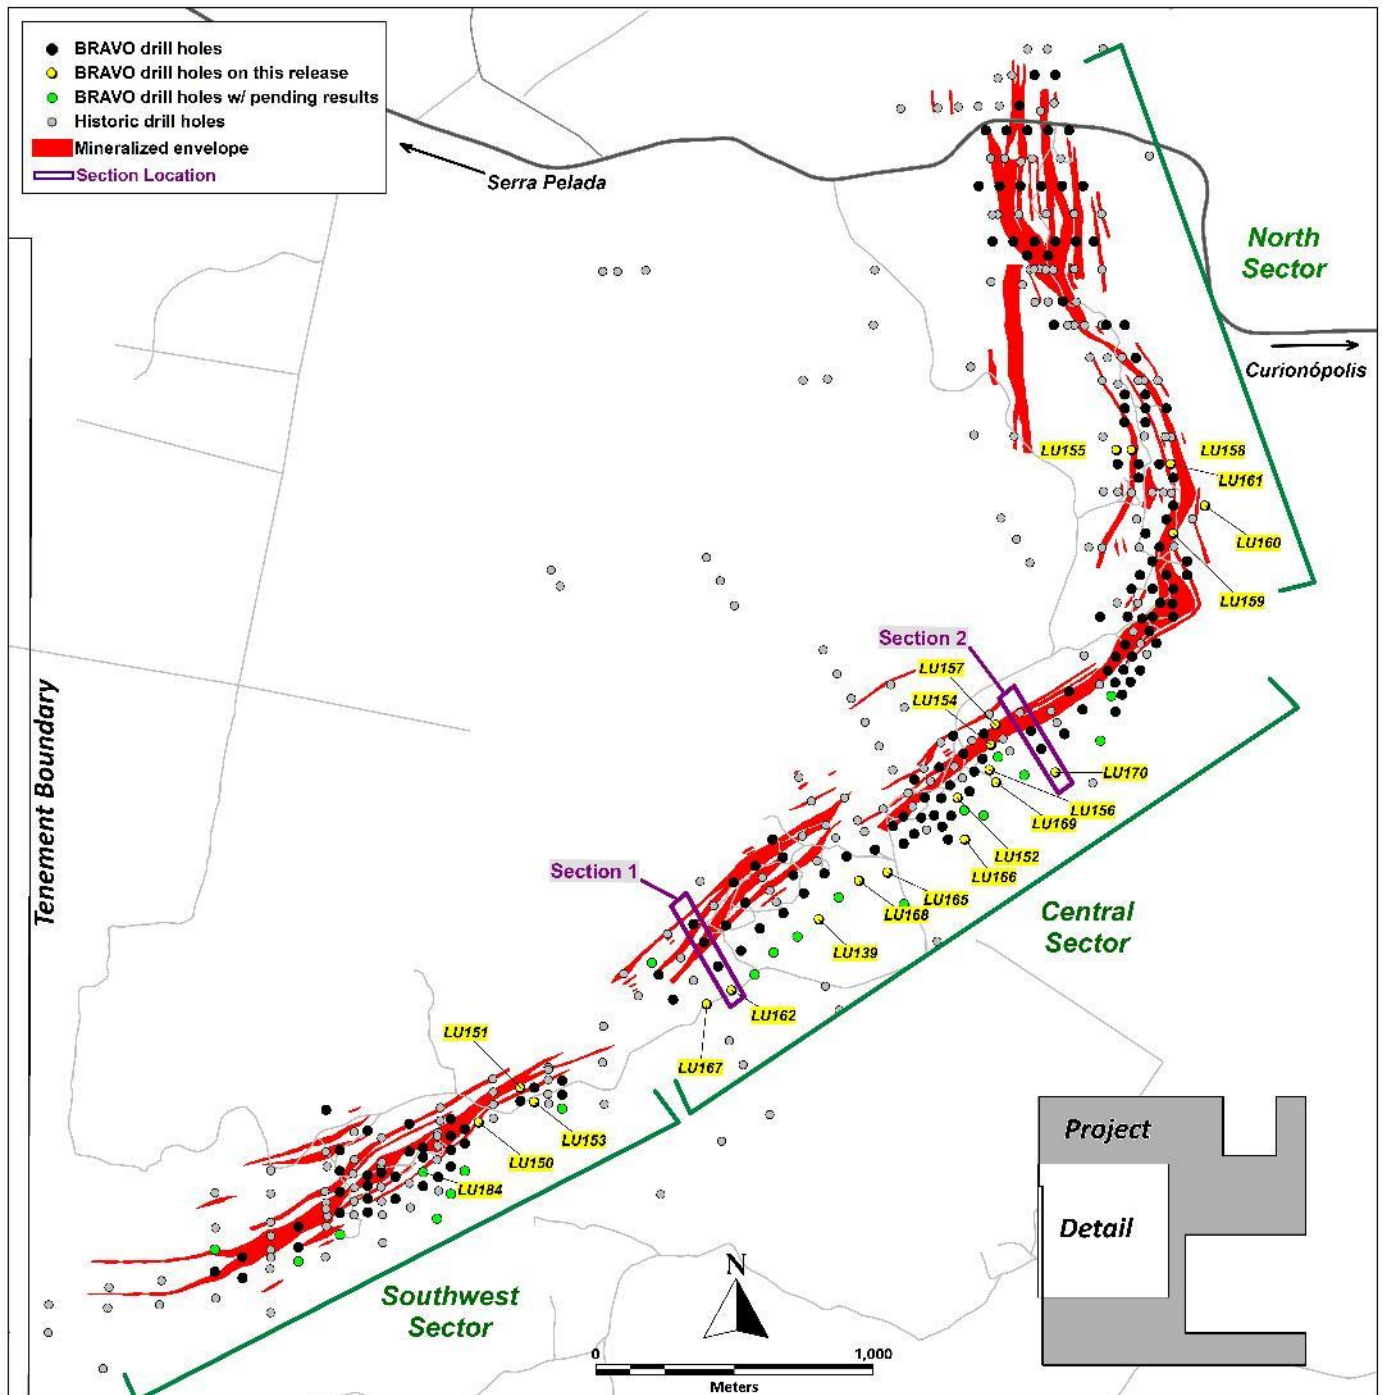 BRAVO drill holes
BRAVO drill holes on this release
BRAVO drill holes w/ pending results
Historic drill holes
Mineralized envelope
Section Location
Serra Pelada
North
Sector
Curionópolis
LU155
LU158
LU161
LU160
LU159
Section 2
LU157
LU154
LU170
LU156
LU169
LU152
LU166
Section 1
LU165
LU168
LU139
Central
Sector
LU162
LU167
Tenement Boundary
LU151
LU153
LU150
LU184
Southwest
Sector
N
0 1,000
Meters
Project
Detail